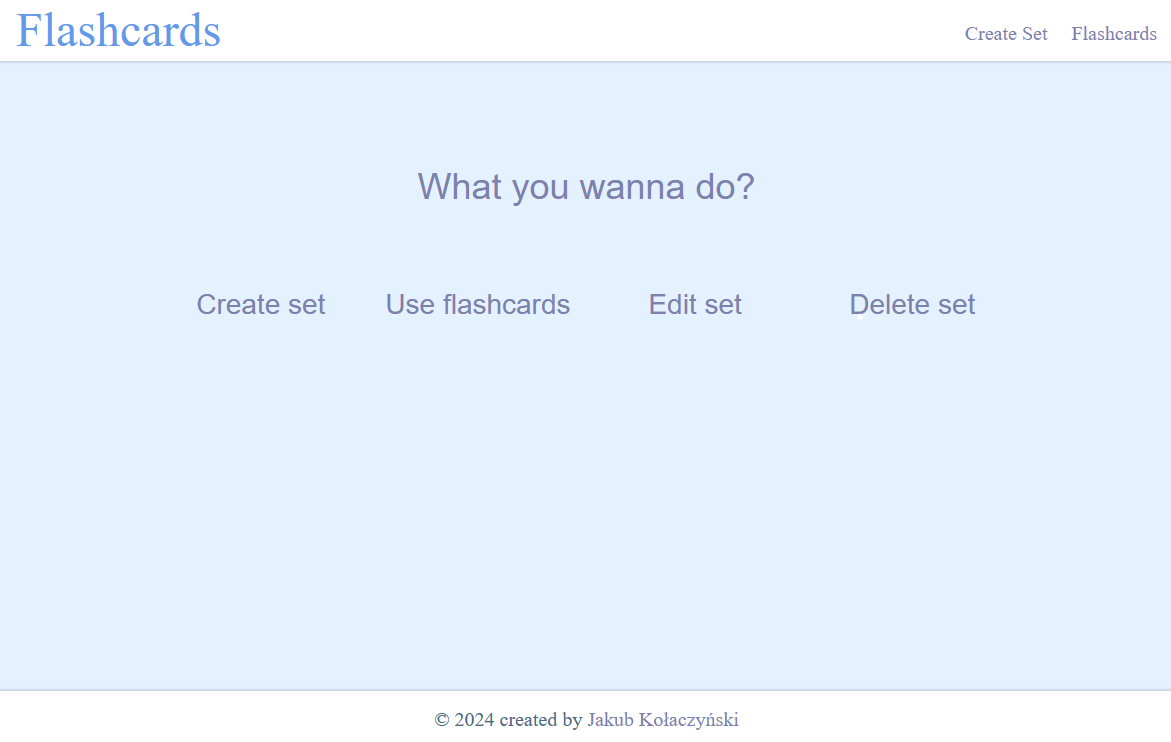 Flashcards
Create Set Flashcards
What you wanna do?
Create set Use flashcards Edit set Delete set
© 2024 created by Jakub Kołaczyński